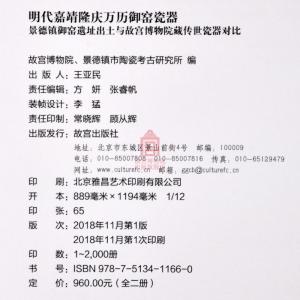 明代嘉靖隆庆万历御窑瓷器
景德镇御窑遗址出土与故宫博物院藏传世瓷器对比
故宫博物院、景德镇市陶瓷考古研究所 编
出 版 人：王亚民
责任编辑：方 妍 张睿帆
装帧设计：李 猛
责任印制：常晓辉 顾从辉
出版发行：故宫出版社
地址：北京市东城区景山前街4号 邮编：100009
电话：010-85007808 010-85007816 传真：010-65129479
邮箱：ggcb@culturefc.cn
印 刷：北京雅昌艺术印刷有限公司
开 本：889毫米×1194毫米 1/12
印 张：65
版 次：2018年11月第1版
2018年11月第1次印刷
印 数：1~2,000册
书 号：ISBN 978-7-5134-1166-0
定 价：960.00元（全二册）